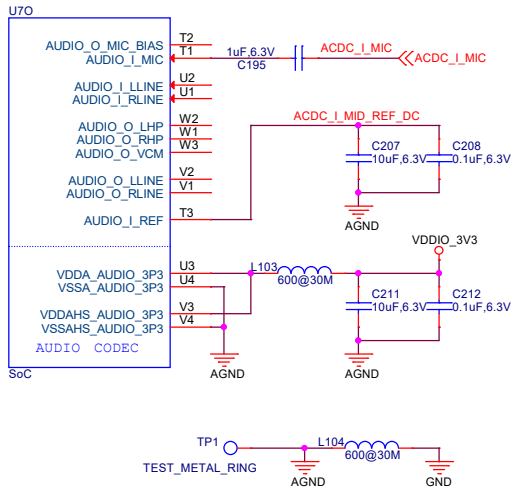 U7O
AUDIO_O_MIC_BIAS T2
AUDIO_I_MIC T1 1uF,6.3V C195 ACDC_I_MIC ACDC_I_MIC
AUDIO_I_LLINE U2
AUDIO_I_RLINE U1
ACDC_I_MID_REF_DC
AUDIO_O_LHP W2
AUDIO_O_RHP W1
AUDIO_O_VCM W3
C207 10uF,6.3V C208 0.1uF,6.3V
AUDIO_O_LLINE V2
AUDIO_O_RLINE V1
AUDIO_I_REF T3
AGND
VDDIO_3V3
VDDA_AUDIO_3P3 U3 L103 600@30M
VSSA_AUDIO_3P3 U4
VDDAHS_AUDIO_3P3 V3
VSSAHS_AUDIO_3P3 V4
C211 10uF,6.3V C212 0.1uF,6.3V
AUDIO CODEC
SoC
AGND AGND
TP1 L104 600@30M
TEST_METAL_RING
AGND GND